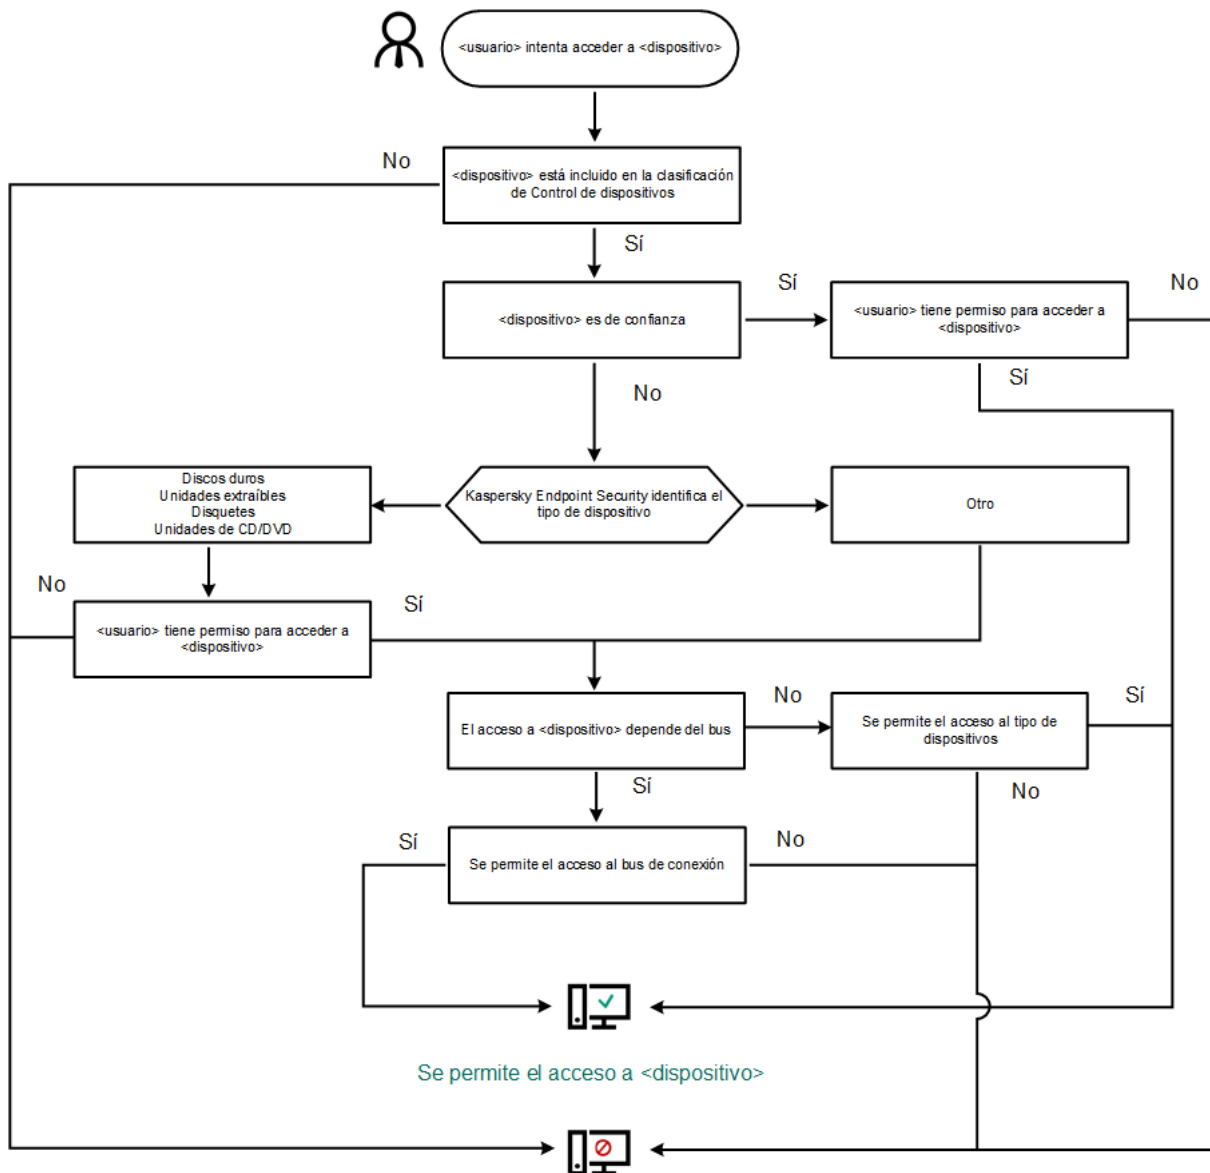 <usuario> intenta acceder a <dispositivo>
No
<dispositivo> está incluido en la clasificación
de Control de dispositivos
Sí
Sí
No
<dispositivo> es de confianza
<usuario> tiene permiso para acceder a
<dispositivo>
No
Sí
Discos duros
Unidades extraíbles
Disquetes
Unidades de CD/DVD
Kaspersky Endpoint Security identifica el
tipo de dispositivo
Otro
No
Sí
<usuario> tiene permiso para acceder a
<dispositivo>
No
Sí
El acceso a <dispositivo> depende del bus
Se permite el acceso al tipo de
dispositivos
Sí
No
Sí
No
Se permite el acceso al bus de conexión
Se permite el acceso a <dispositivo>